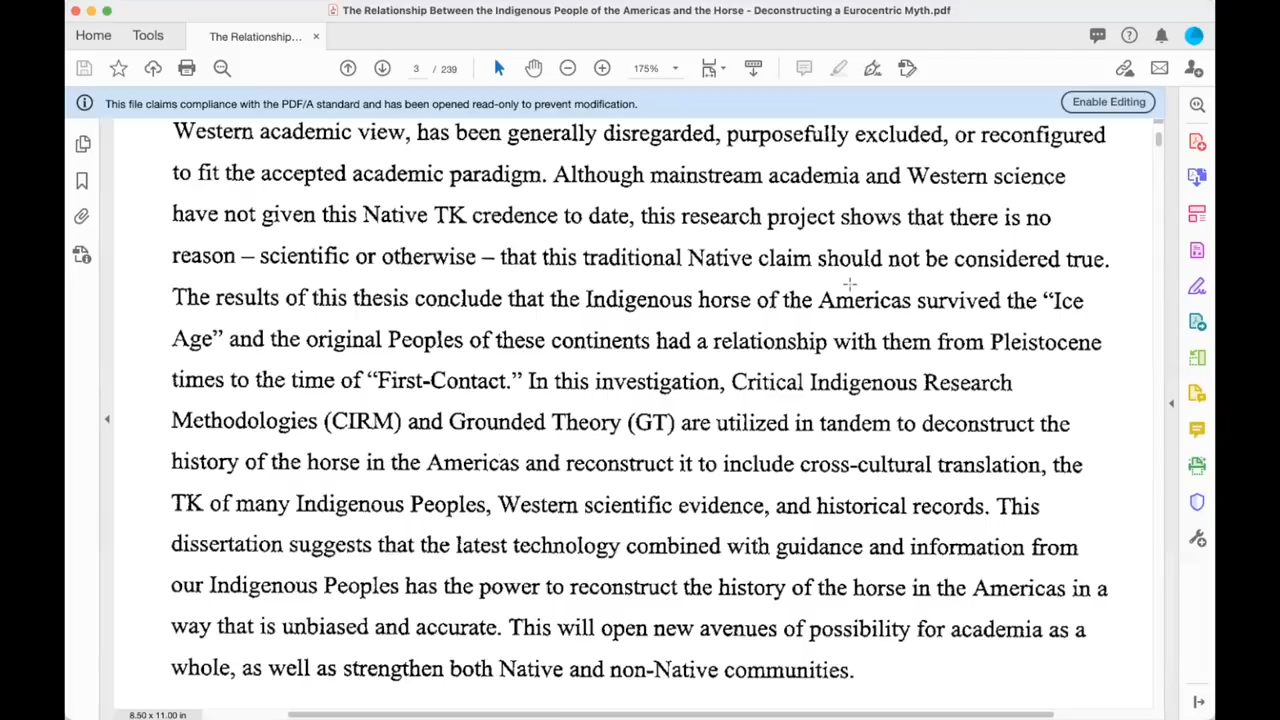 The Relationship Between the Indigenous People of the Americas and the Horse - Deconstructing a Eurocentric Myth.pdf
Home
Tools
The Relationship...
3 / 239
175%
This file claims compliance with the PDF/A standard and has been opened read-only to prevent modification.
Enable Editing
Western academic view, has been generally disregarded, purposefully excluded, or reconfigured
to fit the accepted academic paradigm. Although mainstream academia and Western science
have not given this Native TK credence to date, this research project shows that there is no
reason – scientific or otherwise – that this traditional Native claim should not be considered true.
The results of this thesis conclude that the Indigenous horse of the Americas survived the “Ice
Age” and the original Peoples of these continents had a relationship with them from Pleistocene
times to the time of “First-Contact.” In this investigation, Critical Indigenous Research
Methodologies (CIRM) and Grounded Theory (GT) are utilized in tandem to deconstruct the
history of the horse in the Americas and reconstruct it to include cross-cultural translation, the
TK of many Indigenous Peoples, Western scientific evidence, and historical records. This
dissertation suggests that the latest technology combined with guidance and information from
our Indigenous Peoples has the power to reconstruct the history of the horse in the Americas in a
way that is unbiased and accurate. This will open new avenues of possibility for academia as a
whole, as well as strengthen both Native and non-Native communities.
8.50 x 11.00 in